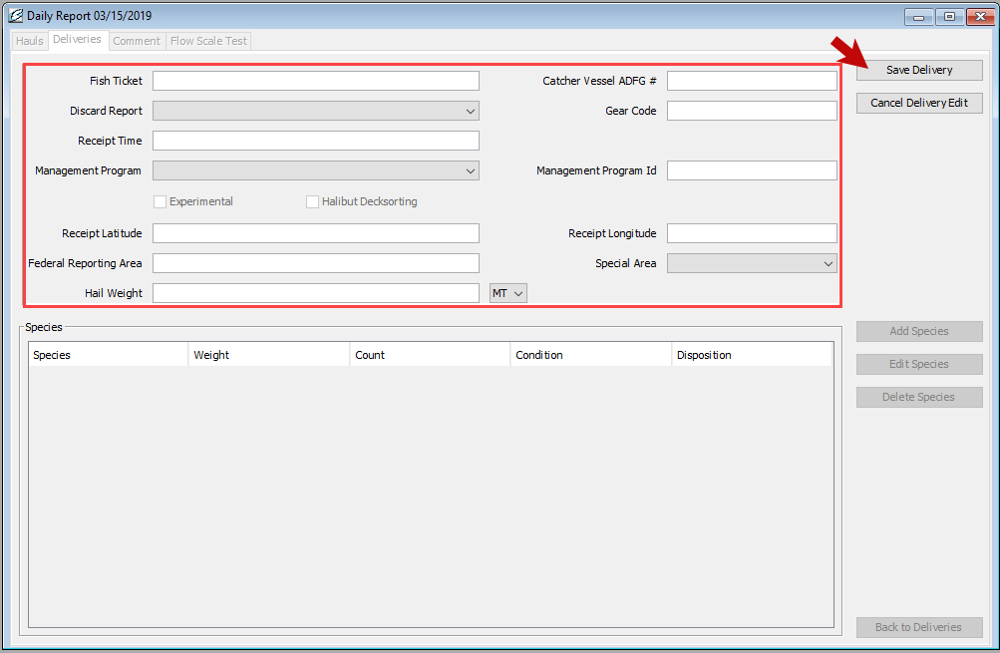 Daily Report 03/15/2019
Hauls Deliveries Comment Flow Scale Test
Fish Ticket Catcher Vessel ADFG # Save Delivery
Discard Report Gear Code Cancel Delivery Edit
Receipt Time
Management Program Management Program Id
Experimental Halibut Decksorting
Receipt Latitude Receipt Longitude
Federal Reporting Area Special Area
Hail Weight MT
Species Add Species
Species Weight Count Condition Disposition
Edit Species
Delete Species
Back to Deliveries